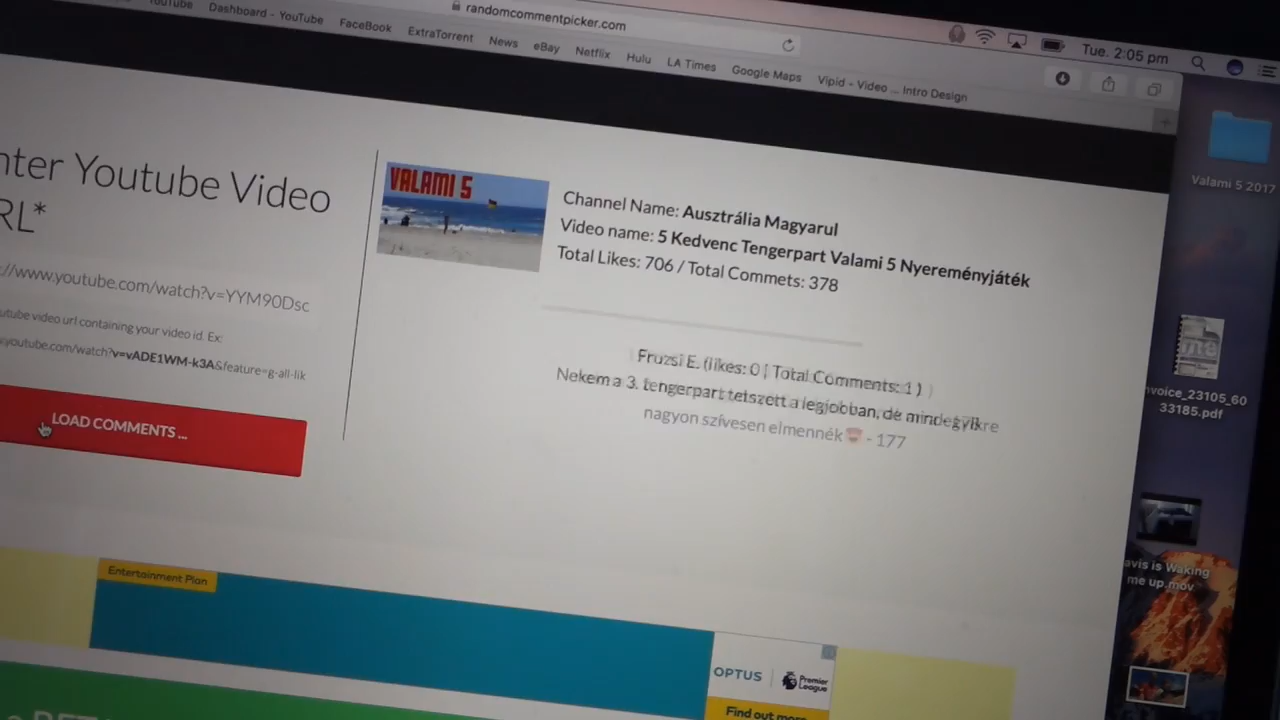 YouTube
Dashboard - YouTube
FaceBook
ExtraTorrent
News
eBay
Netflix
Hulu
LA Times
Google Maps
Vipid - Video ... Intro Design
randomcommentpicker.com
Tue. 2:05 pm
Valami 5 2017
nter Youtube Video
RL*
://www.youtube.com/watch?v=YYM90Dsc
utube video url containing your video id. Ex:
youtube.com/watch?v=vADE1WM-k3A&feature=g-all-lik
LOAD COMMENTS ...
VALAMI 5
Channel Name: Ausztrália Magyarul
Video name: 5 Kedvenc Tengerpart Valami 5 Nyereményjáték
Total Likes: 706 / Total Commets: 378
Fruzsi E. (likes: 0 | Total Comments: 1 )
Nekem a 3. tengerpart tetszett a legjobban, de mindegyikre
nagyon szívesen elmennék - 177
nvoice_23105_60
33185.pdf
avis is Waking
me up.mov
Entertainment Plan
OPTUS
Premier
League
Find out more